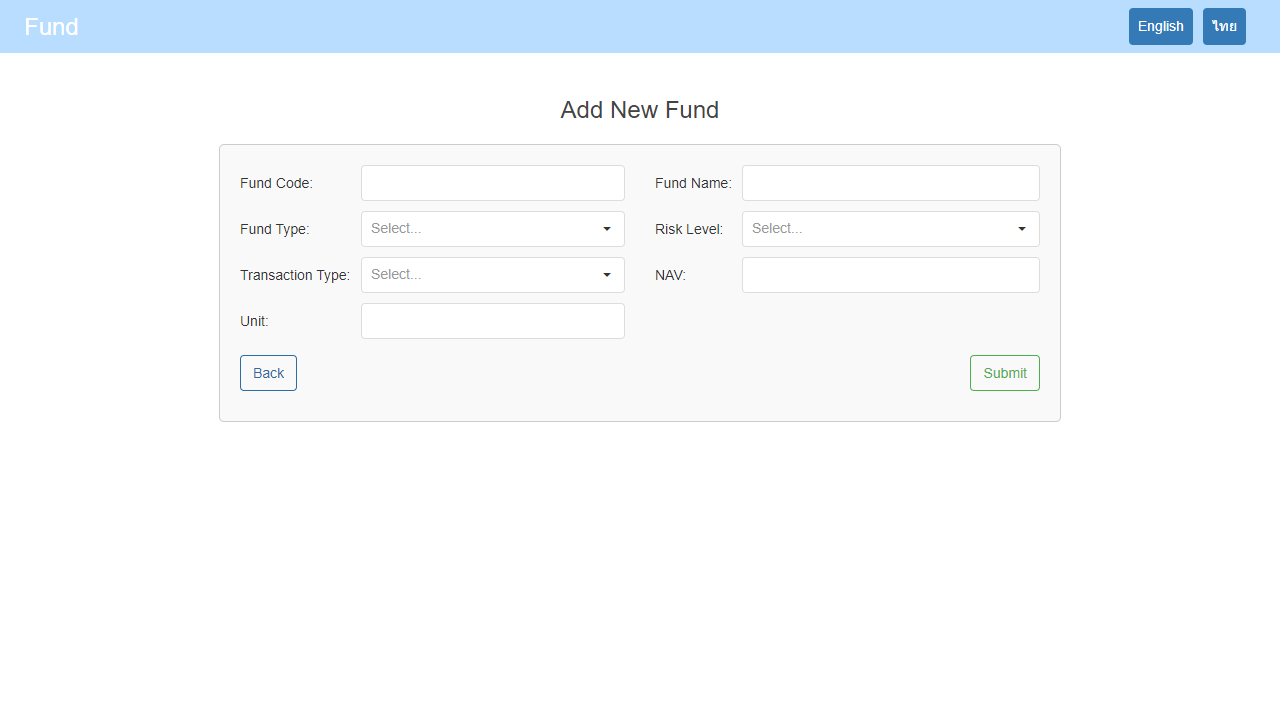 Fund
English
ไทย
Add New Fund
Fund Code:
Fund Name:
Fund Type:
Select...
Risk Level:
Select...
Transaction Type:
Select...
NAV:
Unit:
Back
Submit